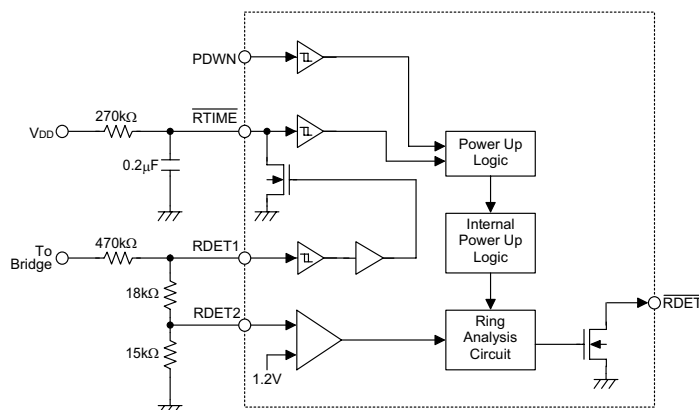 PDWN
270kΩ
RTIME
VDD
0.2μF
Power Up
Logic
To
Bridge
470kΩ
RDET1
Internal
Power Up
Logic
18kΩ
RDET2
RDET
Ring
Analysis
Circuit
15kΩ
1.2V